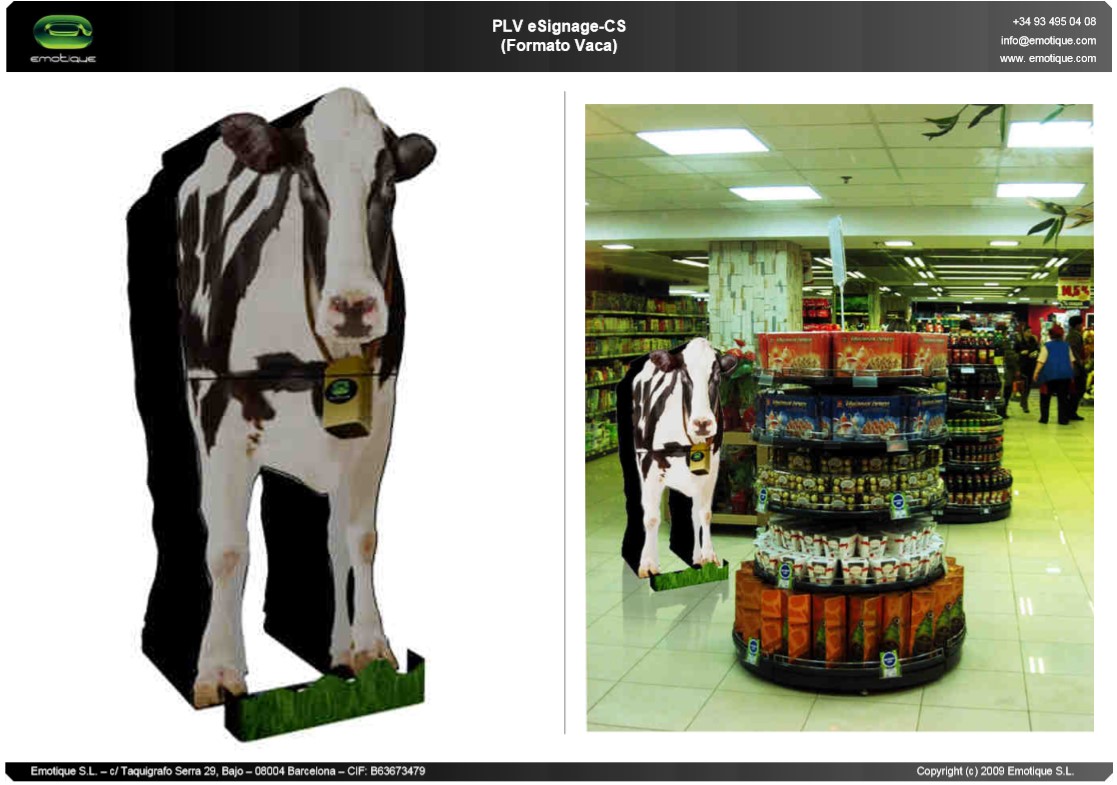 emotique
PLV eSignage-CS
(Formato Vaca)
+34 93 495 04 08
info@emotique.com
www. emotique.com
Emotique S.L. – c/ Taquigrafo Serra 29, Bajo – 08004 Barcelona – CIF: B63673479
Copyright (c) 2009 Emotique S.L.